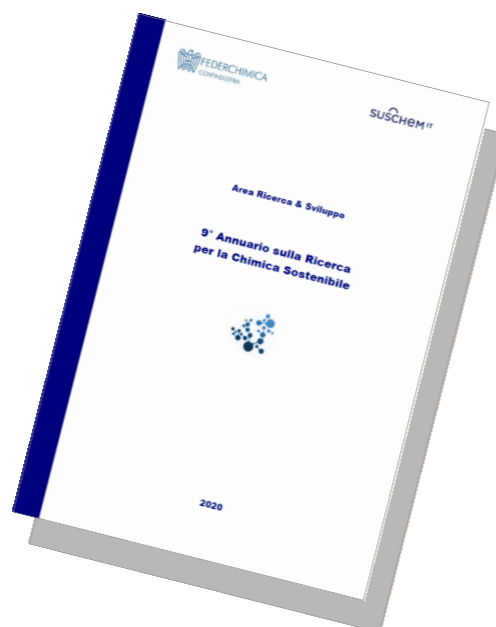 FEDERCHIMICA
CONFINDUSTRIA
SUSCHEM IT
Area Ricerca & Sviluppo
9° Annuario sulla Ricerca
per la Chimica Sostenibile
2020